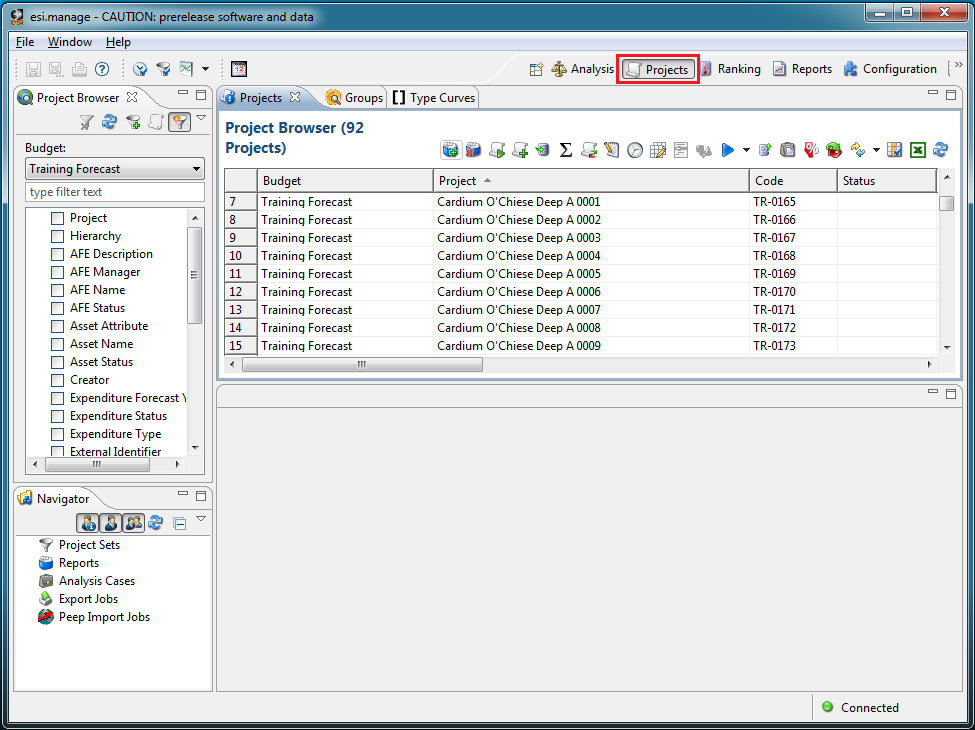 esi.manage - CAUTION: prerelease software and data
File Window Help
12 Analysis Projects Ranking Reports Configuration »
Project Browser
Budget:
Training Forecast
type filter text
Project
Hierarchy
AFE Description
AFE Manager
AFE Name
AFE Status
Asset Attribute
Asset Name
Asset Status
Creator
Expenditure Forecast Y
Expenditure Status
Expenditure Type
External Identifier
Navigator
Project Sets
Reports
Analysis Cases
Export Jobs
Peep Import Jobs
Projects Groups [] Type Curves
Project Browser (92
Projects)
Budget Project Code Status
7 Training Forecast Cardium O'Chiese Deep A 0001 TR-0165
8 Training Forecast Cardium O'Chiese Deep A 0002 TR-0166
9 Training Forecast Cardium O'Chiese Deep A 0003 TR-0167
10 Training Forecast Cardium O'Chiese Deep A 0004 TR-0168
11 Training Forecast Cardium O'Chiese Deep A 0005 TR-0169
12 Training Forecast Cardium O'Chiese Deep A 0006 TR-0170
13 Training Forecast Cardium O'Chiese Deep A 0007 TR-0171
14 Training Forecast Cardium O'Chiese Deep A 0008 TR-0172
15 Training Forecast Cardium O'Chiese Deep A 0009 TR-0173
Connected